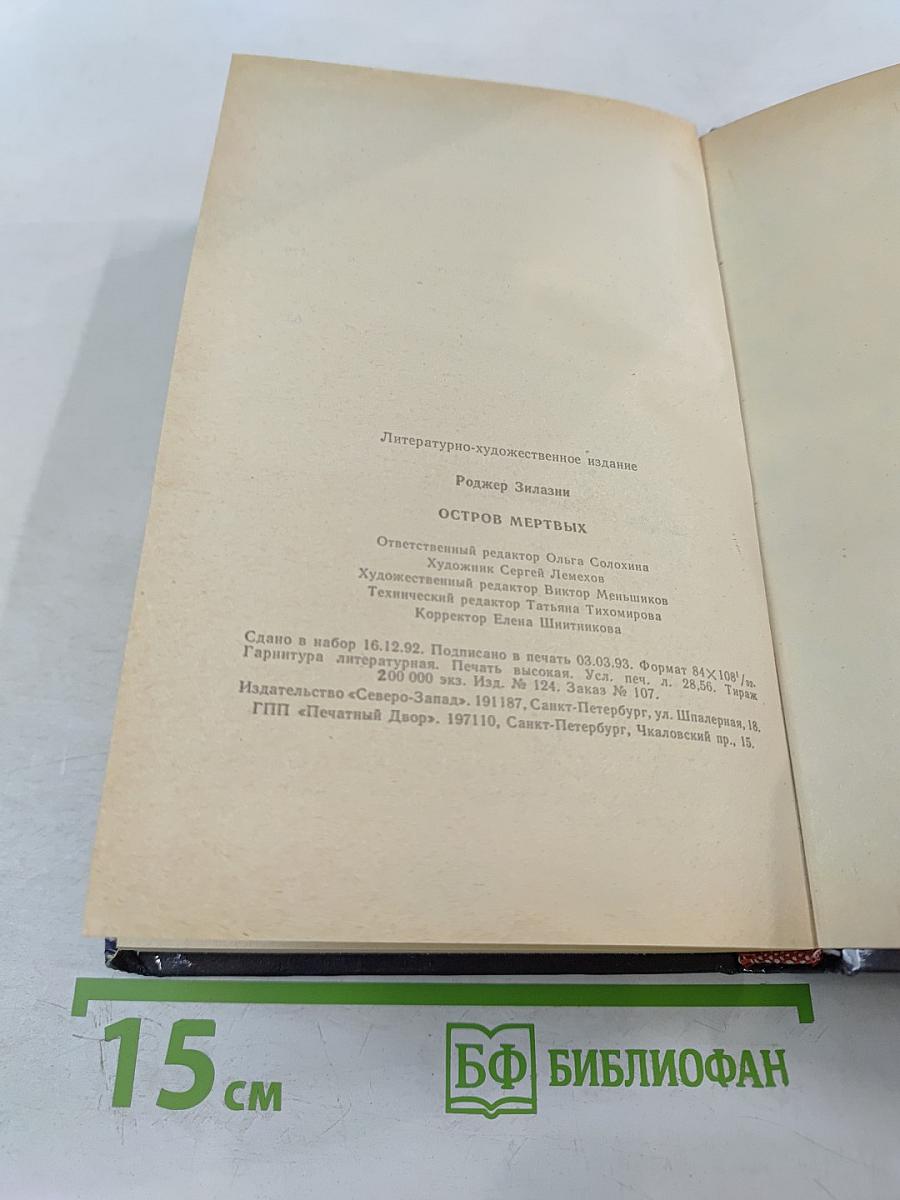 Литературно-художественное издание
Роджер Зилазни
ОСТРОВ МЕРТВЫХ
Ответственный редактор Ольга Солохина
Художник Сергей Лемехов
Художественный редактор Виктор Меньшиков
Технический редактор Татьяна Тихомирова
Корректор Елена Шнитникова
Сдано в набор 16.12.92. Подписано в печать 03.03.93. Формат 84×108¹/₃₂.
Гарнитура литературная. Печать высокая. Усл. печ. л. 28,56. Тираж
200 000 экз. Изд. № 124. Заказ № 107.
Издательство «Северо-Запад». 191187, Санкт-Петербург, ул. Шпалерная, 18.
ГПП «Печатный Двор». 197110, Санкт-Петербург, Чкаловский пр., 15.
15 см
БФ БИБЛИОФАН